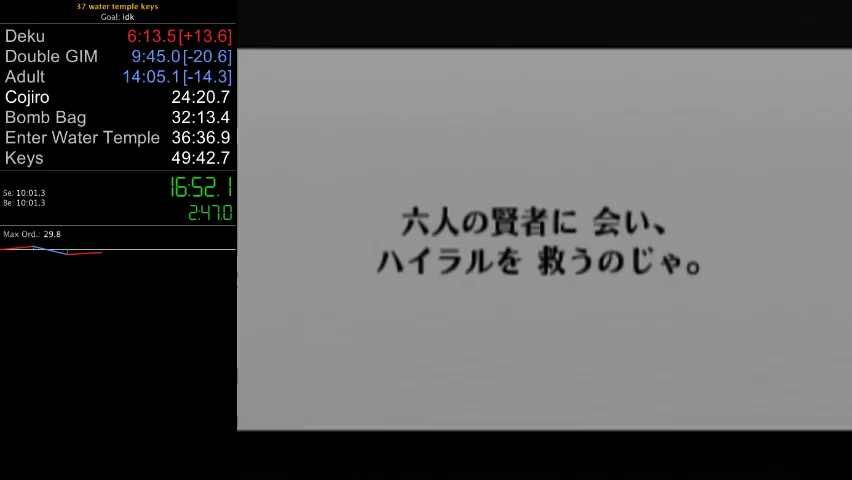 37 water temple keys
Goal: idk
Deku 6:13.5[+13.6]
Double GIM 9:45.0[-20.6]
Adult 14:05.1[-14.3]
Cojiro 24:20.7
Bomb Bag 32:13.4
Enter Water Temple 36:36.9
Keys 49:42.7
16:52.1
Se: 10:01.3
Be: 10:01.3
2:47.0
Max Ord.: 29.8
六人の賢者に 会い、
ハイラルを 救うのじゃ。